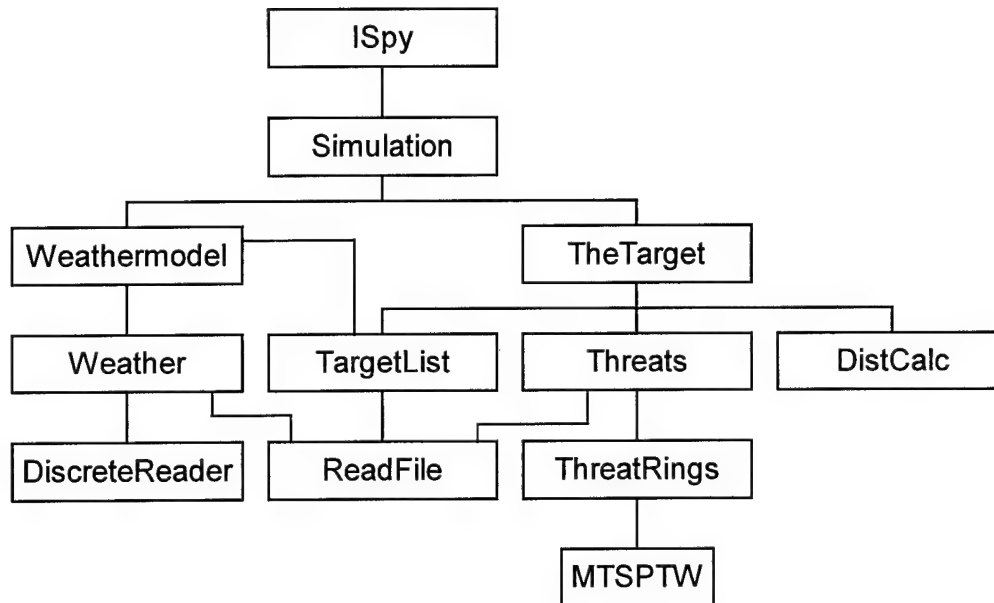 ISpy
Simulation
Weathermodel
TheTarget
Weather
TargetList
Threats
DistCalc
DiscreteReader
ReadFile
ThreatRings
MTSPTW